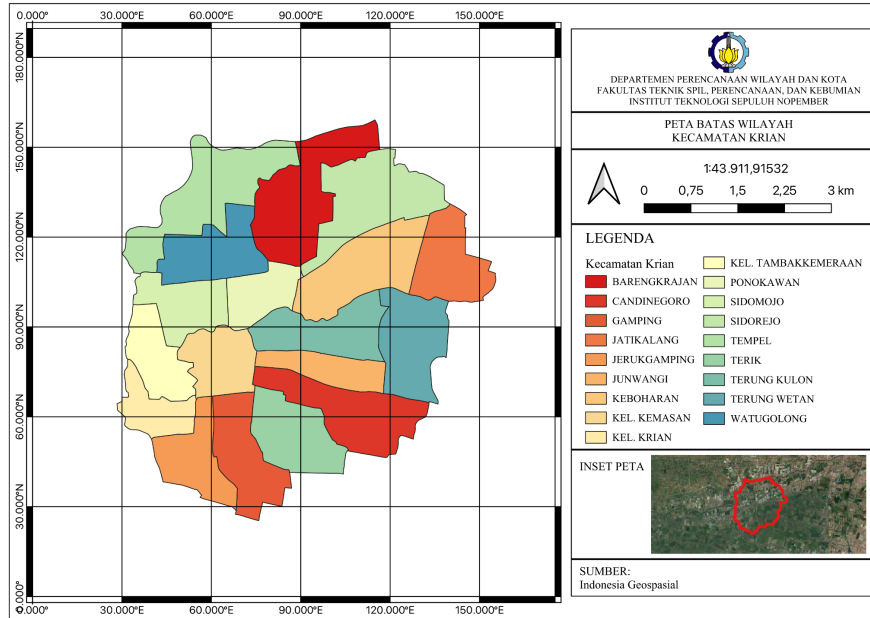 0.000°E 30.000°E 60.000°E 90.000°E 120.000°E 150.000°E
180.000°N
150.000°N
120.000°N
90.000°N
60.000°N
30.000°N
0.000°
0.000°E 30.000°E 60.000°E 90.000°E 120.000°E 150.000°E
DEPARTEMEN PERENCANAAN WILAYAH DAN KOTA
FAKULTAS TEKNIK SPIL, PERENCANAAN, DAN KEBUMIAN
INSTITUT TEKNOLOGI SEPULUH NOPEMBER
PETA BATAS WILAYAH
KECAMATAN KRIAN
1:43.911,91532
0 0,75 1,5 2,25 3 km
LEGENDA
Kecamatan Krian
BARENGKRAJAN
CANDINEGORO
GAMPING
JATIKALANG
JERUKGAMPING
JUNWANGI
KEBOHARAN
KEL. KEMASAN
KEL. KRIAN
KEL. TAMBAKKEMERAAN
PONOKAWAN
SIDOMOJO
SIDOREJO
TEMPEL
TERIK
TERUNG KULON
TERUNG WETAN
WATUGOLONG
INSET PETA
SUMBER:
Indonesia Geospasial